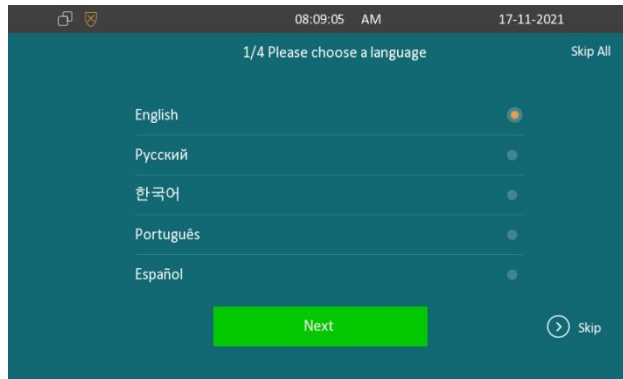 08:09:05 AM 17-11-2021
1/4 Please choose a language Skip All
English
Русский
한국어
Português
Español
Next
Skip